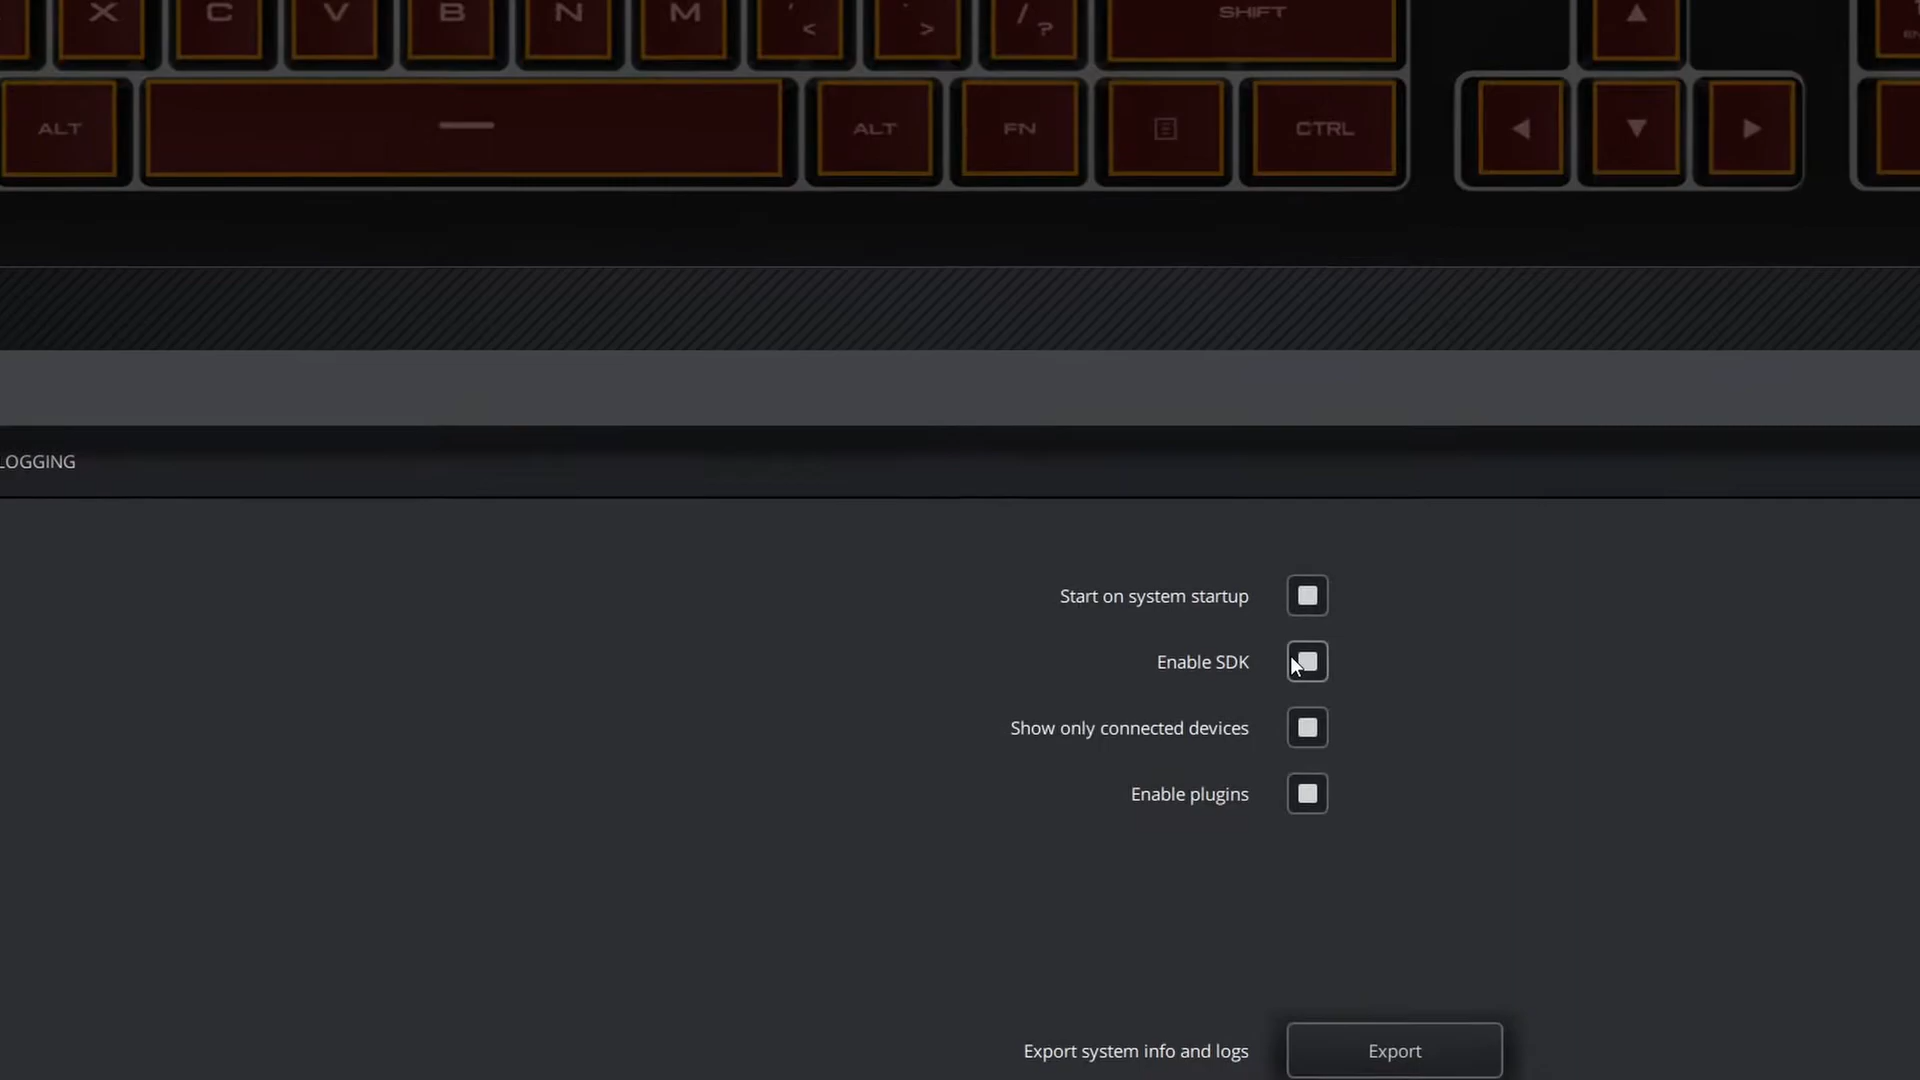 X C V B N M ' < . > / ? SHIFT
ALT ALT FN CTRL
LOGGING
Start on system startup
Enable SDK
Show only connected devices
Enable plugins
Export system info and logs Export